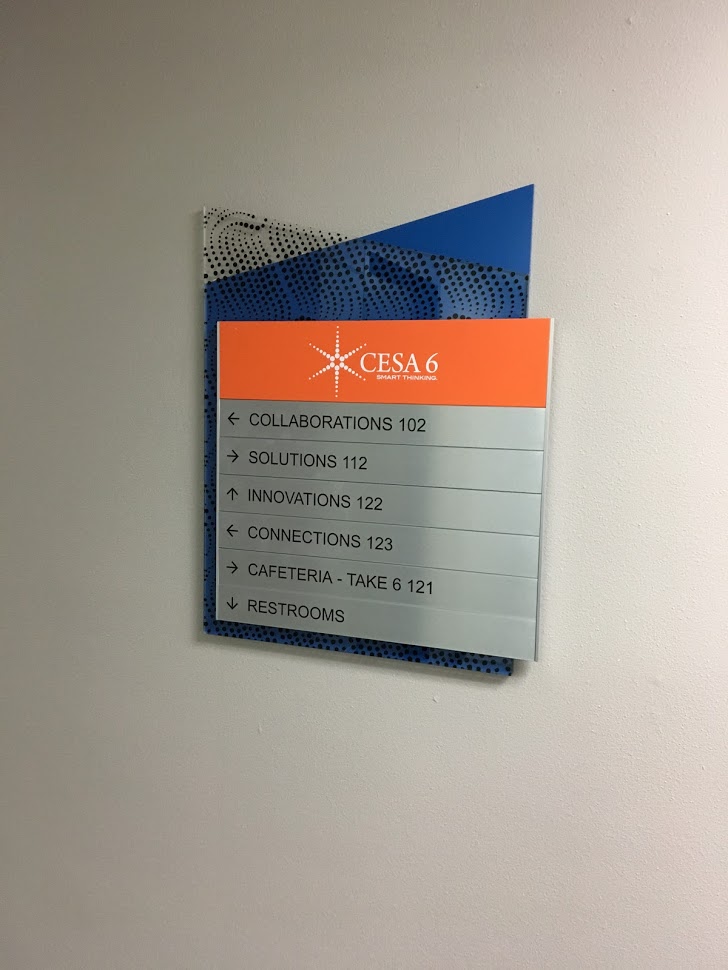 CESA 6
SMART THINKING.
← COLLABORATIONS 102
→ SOLUTIONS 112
↑ INNOVATIONS 122
← CONNECTIONS 123
→ CAFETERIA - TAKE 6 121
↓ RESTROOMS